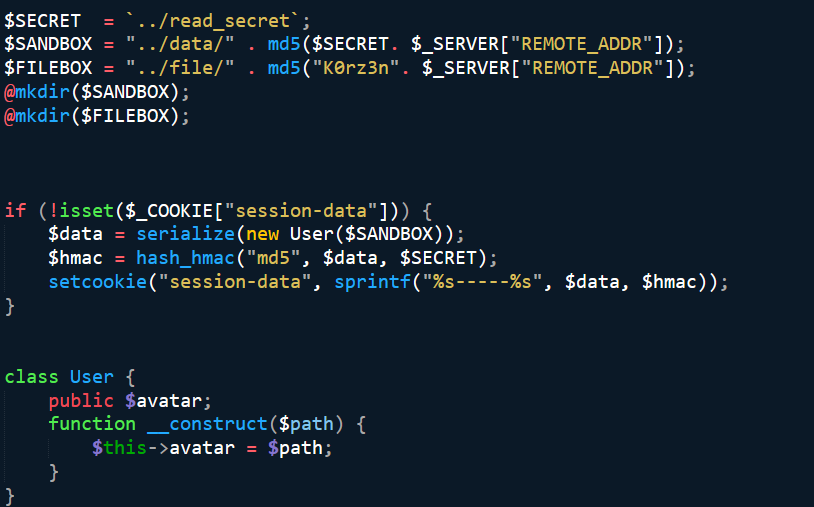 $SECRET  = `../read_secret`;
$SANDBOX = "../data/" . md5($SECRET. $_SERVER["REMOTE_ADDR"]);
$FILEBOX = "../file/" . md5("K0rz3n". $_SERVER["REMOTE_ADDR"]);
@mkdir($SANDBOX);
@mkdir($FILEBOX);
if (!isset($_COOKIE["session-data"])) {
    $data = serialize(new User($SANDBOX));
    $hmac = hash_hmac("md5", $data, $SECRET);
    setcookie("session-data", sprintf("%s-----%s", $data, $hmac));
}
class User {
    public $avatar;
    function __construct($path) {
        $this->avatar = $path;
    }
}